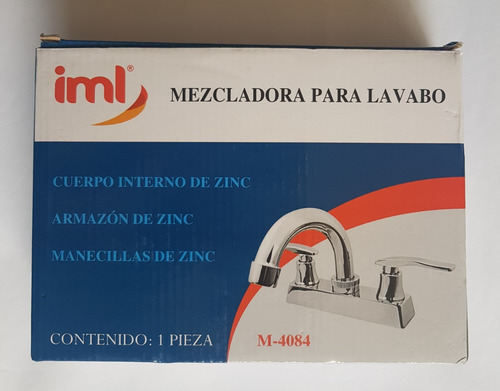 iml®
MEZCLADORA PARA LAVABO
CUERPO INTERNO DE ZINC
ARMAZÓN DE ZINC
MANECILLAS DE ZINC
CONTENIDO: 1 PIEZA
M-4084